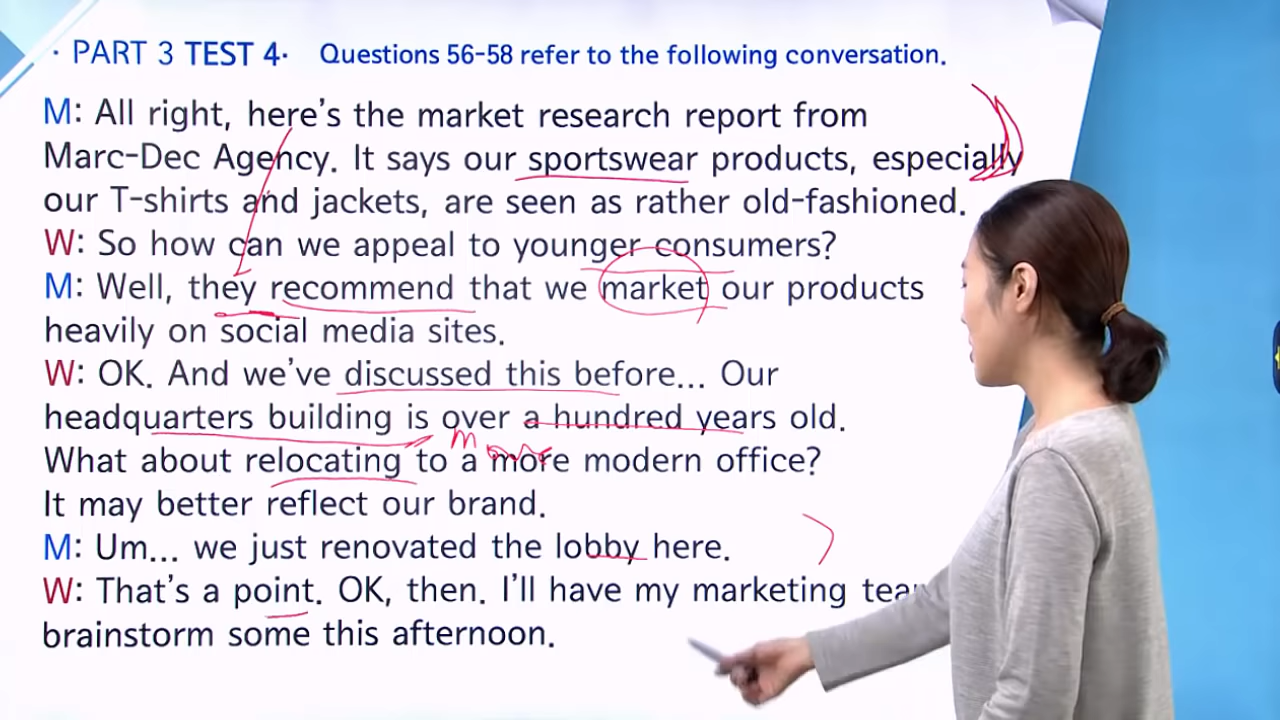 · PART 3 TEST 4· Questions 56-58 refer to the following conversation.
M: All right, here's the market research report from
Marc-Dec Agency. It says our sportswear products, especially
our T-shirts and jackets, are seen as rather old-fashioned.
W: So how can we appeal to younger consumers?
M: Well, they recommend that we market our products
heavily on social media sites.
W: OK. And we've discussed this before... Our
headquarters building is over a hundred years old.
move
What about relocating to a more modern office?
It may better reflect our brand.
M: Um... we just renovated the lobby here.
W: That's a point. OK, then. I'll have my marketing
brainstorm some this afternoon.